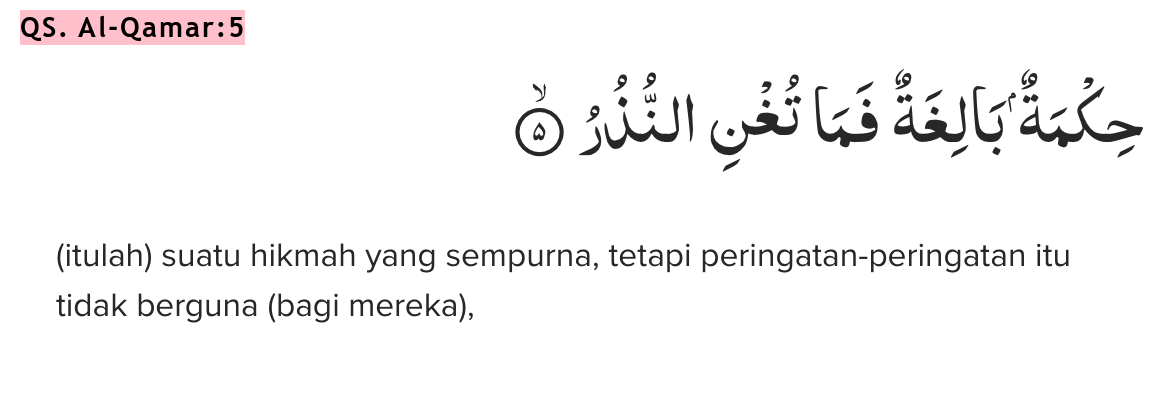 QS. Al-Qamar:5
حِكْمَةٌ ۢبَالِغَةٌ فَمَا تُغْنِ النُّذُرُۙ ۝٥
(itulah) suatu hikmah yang sempurna, tetapi peringatan-peringatan itu
tidak berguna (bagi mereka),